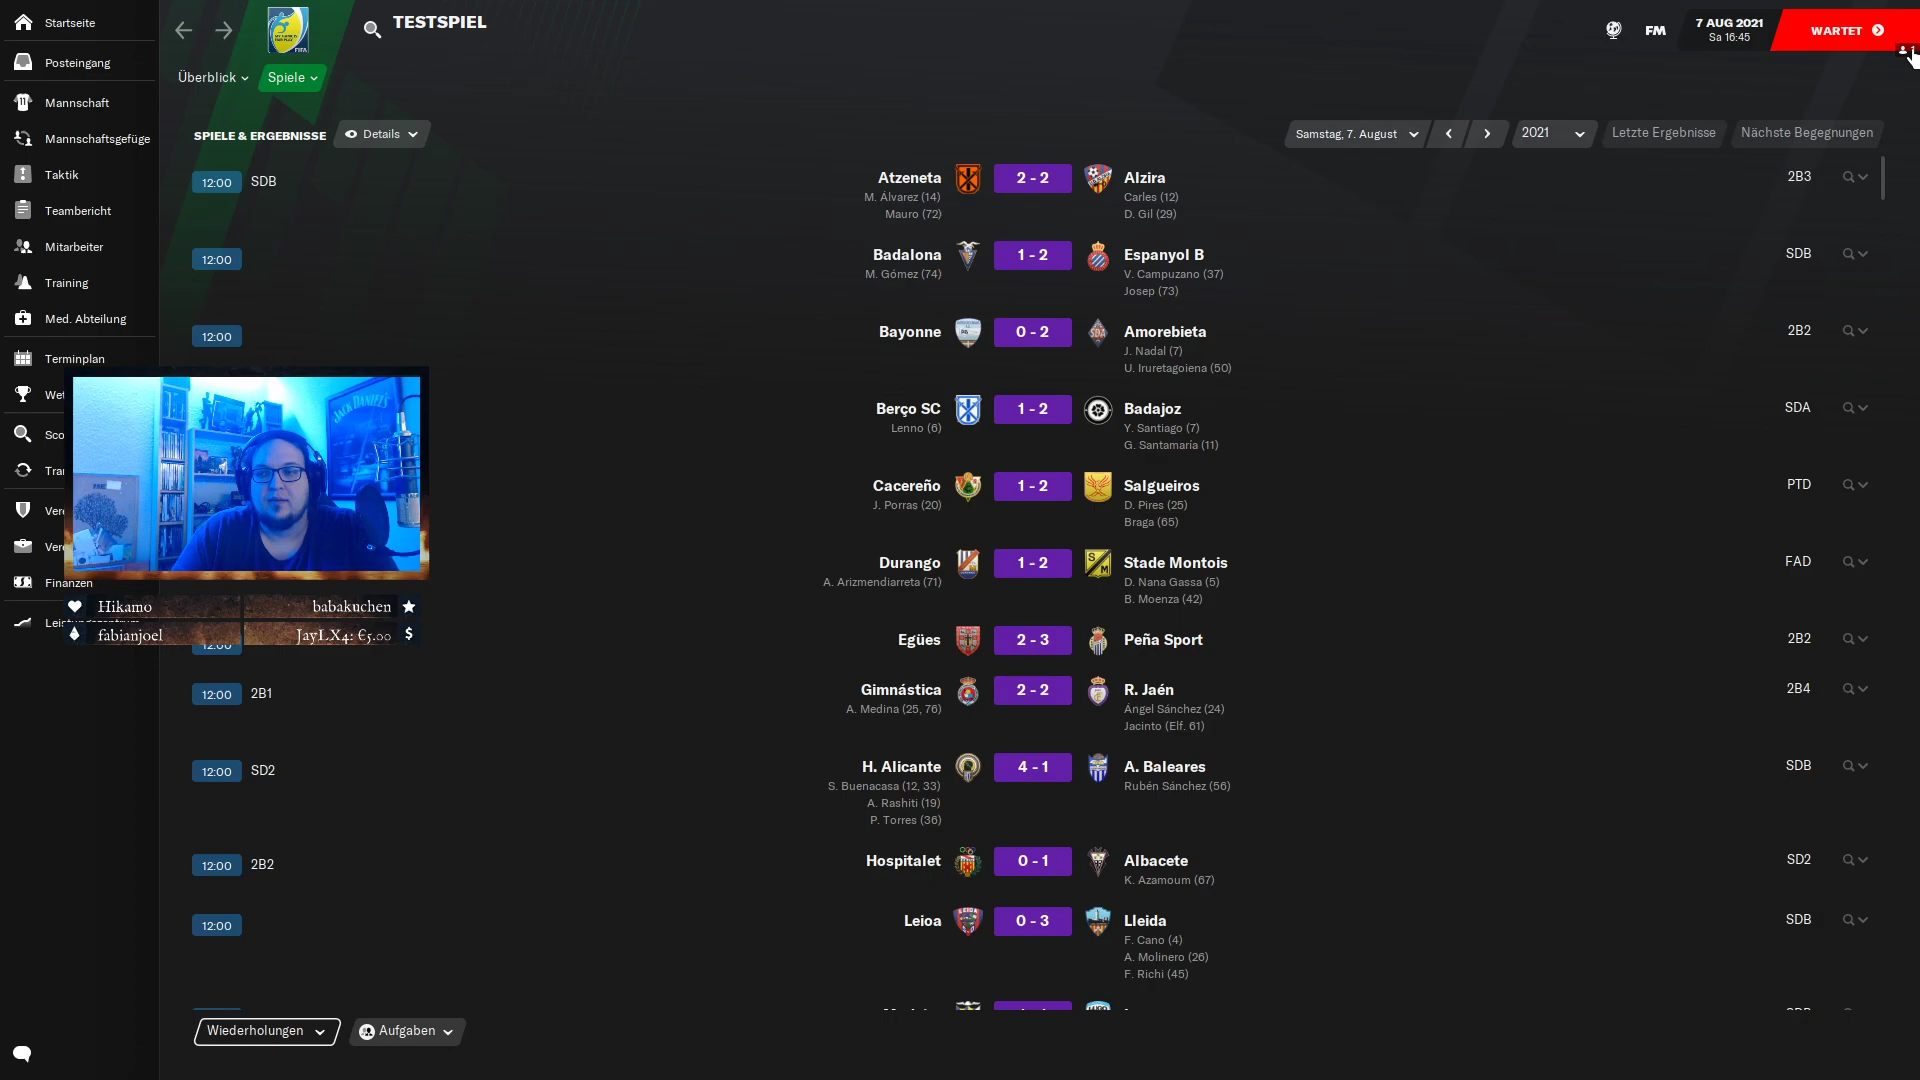 Startseite
TESTSPIEL
FM
7 AUG 2021
Sa 16:45
WARTET
Posteingang
Überblick
Spiele
Mannschaft
SPIELE & ERGEBNISSE
Details
Samstag, 7. August
2021
Letzte Ergebnisse
Nächste Begegnungen
Mannschaftsgefüge
Taktik
Teambericht
Mitarbeiter
Training
Med. Abteilung
Terminplan
Finanzen
12:00 SDB Atzeneta 2 - 2 Alzira 2B3
M. Álvarez (14) Carles (12)
Mauro (72) D. Gil (29)
12:00 Badalona 1 - 2 Espanyol B SDB
M. Gómez (74) V. Campuzano (37)
Josep (73)
12:00 Bayonne 0 - 2 Amorebieta 2B2
J. Nadal (7)
U. Iruretagoiena (50)
Berço SC 1 - 2 Badajoz SDA
Lenno (6) Y. Santiago (7)
G. Santamaría (11)
Cacereño 1 - 2 Salgueiros PTD
J. Porras (20) D. Pires (25)
Braga (65)
Durango 1 - 2 Stade Montois FAD
A. Arizmendiarreta (71) D. Nana Gassa (5)
B. Moenza (42)
Hikamo babakuchen
fabianjoel JayLX4: €5.00
12:00 Egües 2 - 3 Peña Sport 2B2
12:00 2B1 Gimnástica 2 - 2 R. Jaén 2B4
A. Medina (25, 76) Ángel Sánchez (24)
Jacinto (Elf. 61)
12:00 SD2 H. Alicante 4 - 1 A. Baleares SDB
S. Buenacasa (12, 33) Rubén Sánchez (56)
A. Rashiti (19)
P. Torres (36)
12:00 2B2 Hospitalet 0 - 1 Albacete SD2
K. Azamoum (67)
12:00 Leioa 0 - 3 Lleida SDB
F. Cano (4)
A. Molinero (26)
F. Richi (45)
Wiederholungen
Aufgaben